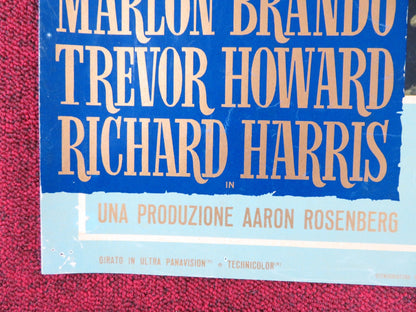 MARLON BRANDO
TREVOR HOWARD
RICHARD HARRIS
IN
UNA PRODUZIONE AARON ROSENBERG
GIRATO IN ULTRA PANAVISION e TECHNICOLOR